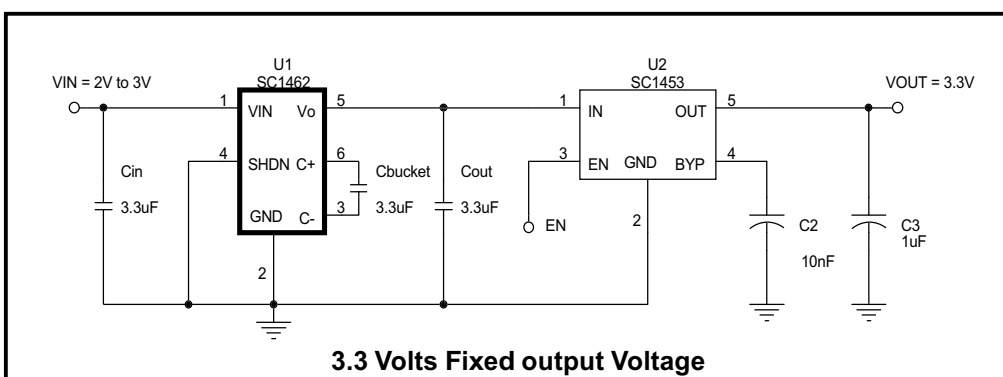 U1
SC1462
U2
SC1453
VIN = 2V to 3V
VOUT = 3.3V
1
VIN
Vo
5
1
IN
OUT
5
4
SHDN
C+
6
3
EN
GND
BYP
4
Cin
3.3uF
Cbucket
3.3uF
Cout
3.3uF
GND
C-
3
2
2
EN
C2
10nF
C3
1uF
3.3 Volts Fixed output Voltage